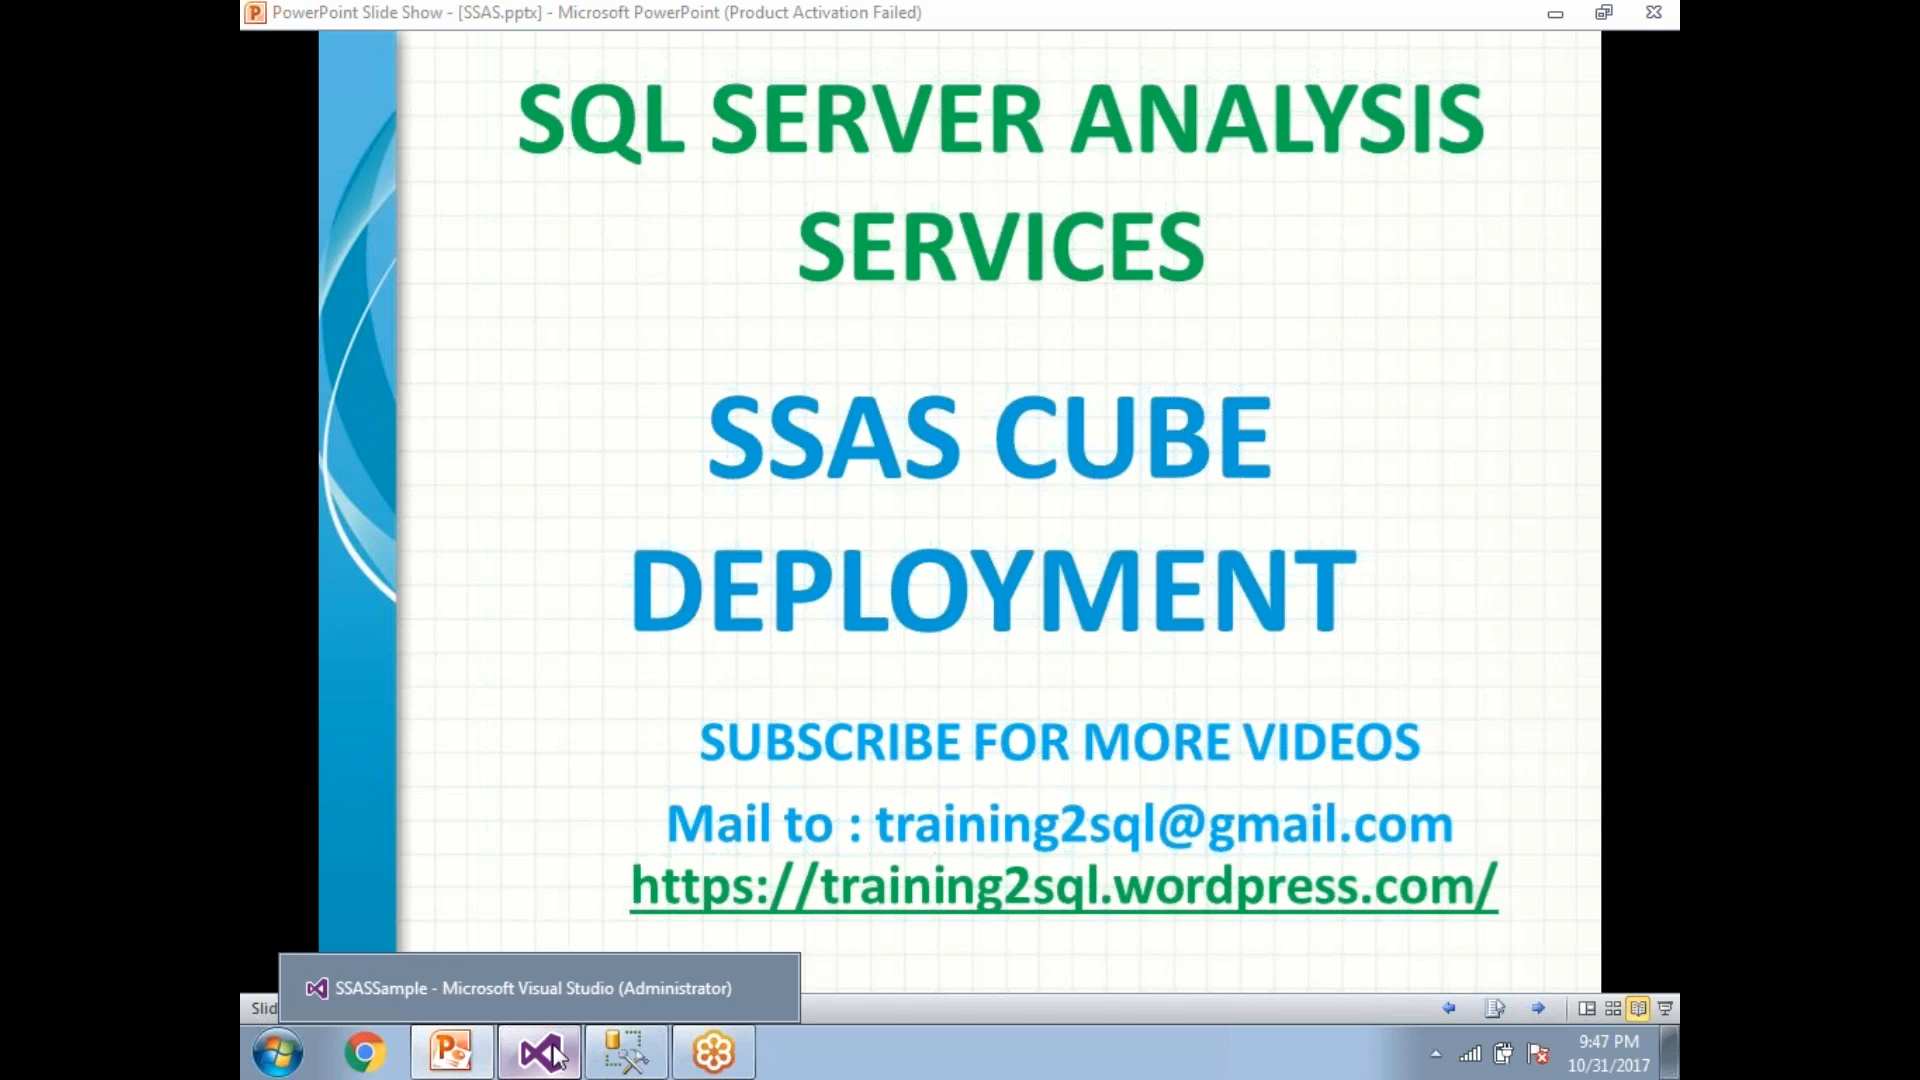 PowerPoint Slide Show - [SSAS.pptx] - Microsoft PowerPoint (Product Activation Failed)
SQL SERVER ANALYSIS
SERVICES
SSAS CUBE
DEPLOYMENT
SUBSCRIBE FOR MORE VIDEOS
Mail to : training2sql@gmail.com
https://training2sql.wordpress.com/
SSASSample - Microsoft Visual Studio (Administrator)
Slid
9:47 PM
10/31/2017